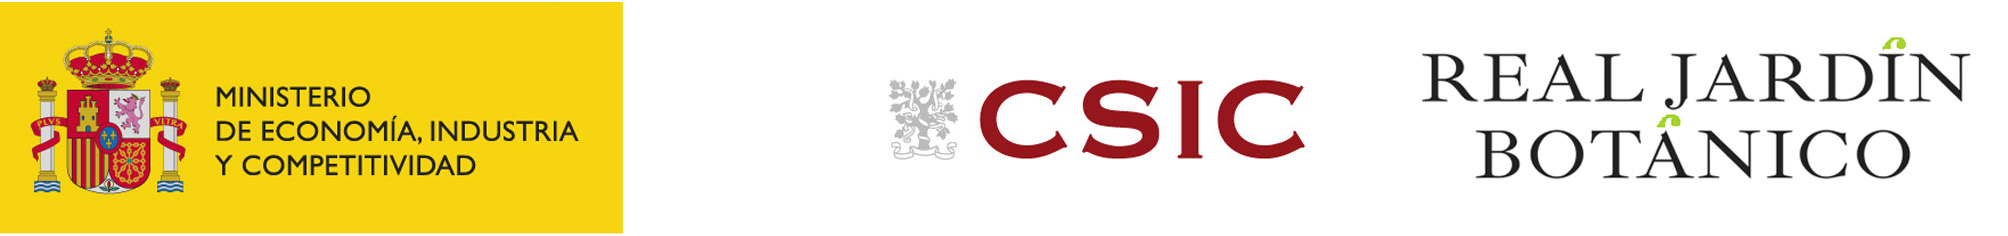 PLVS VLTRA
MINISTERIO
DE ECONOMÍA, INDUSTRIA
Y COMPETITIVIDAD
CSIC
REAL JARDÍN
BOTÁNICO